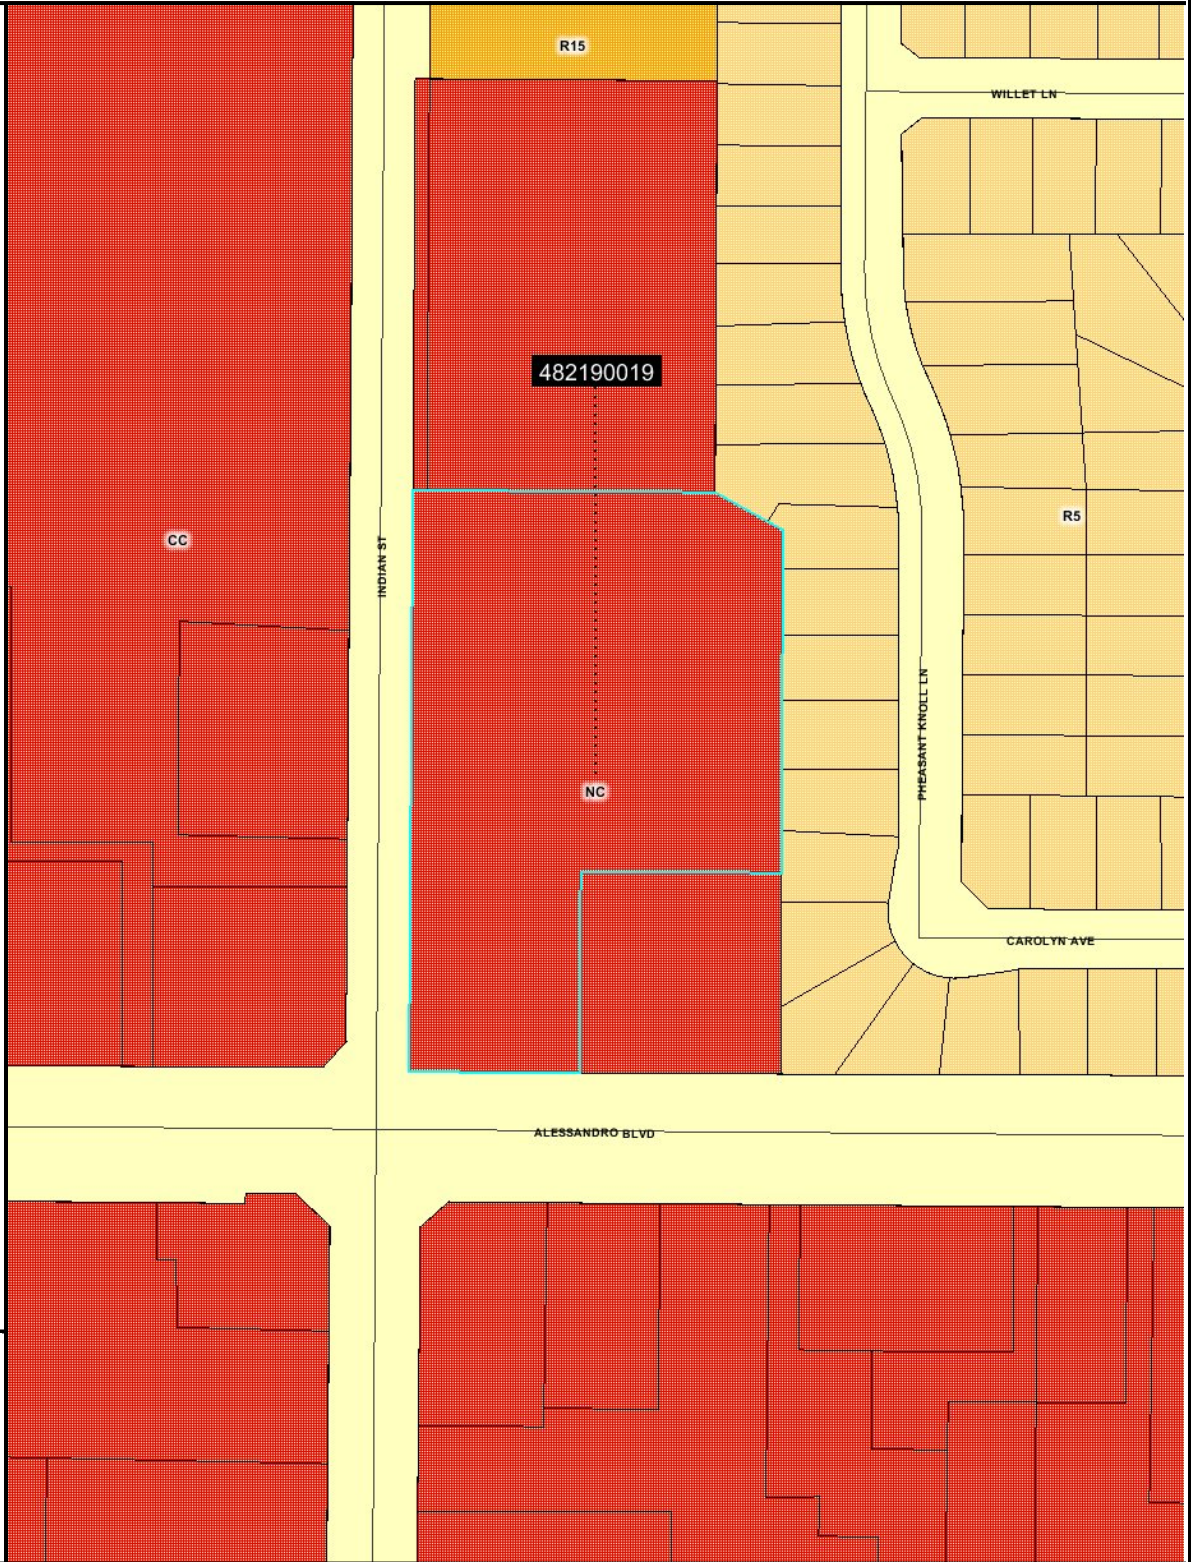 R15
WILLET LN
482190019
R5
CC
INDIAN ST
PHEASANT KNOLL LN
NC
CAROLYN AVE
ALESSANDRO BLVD